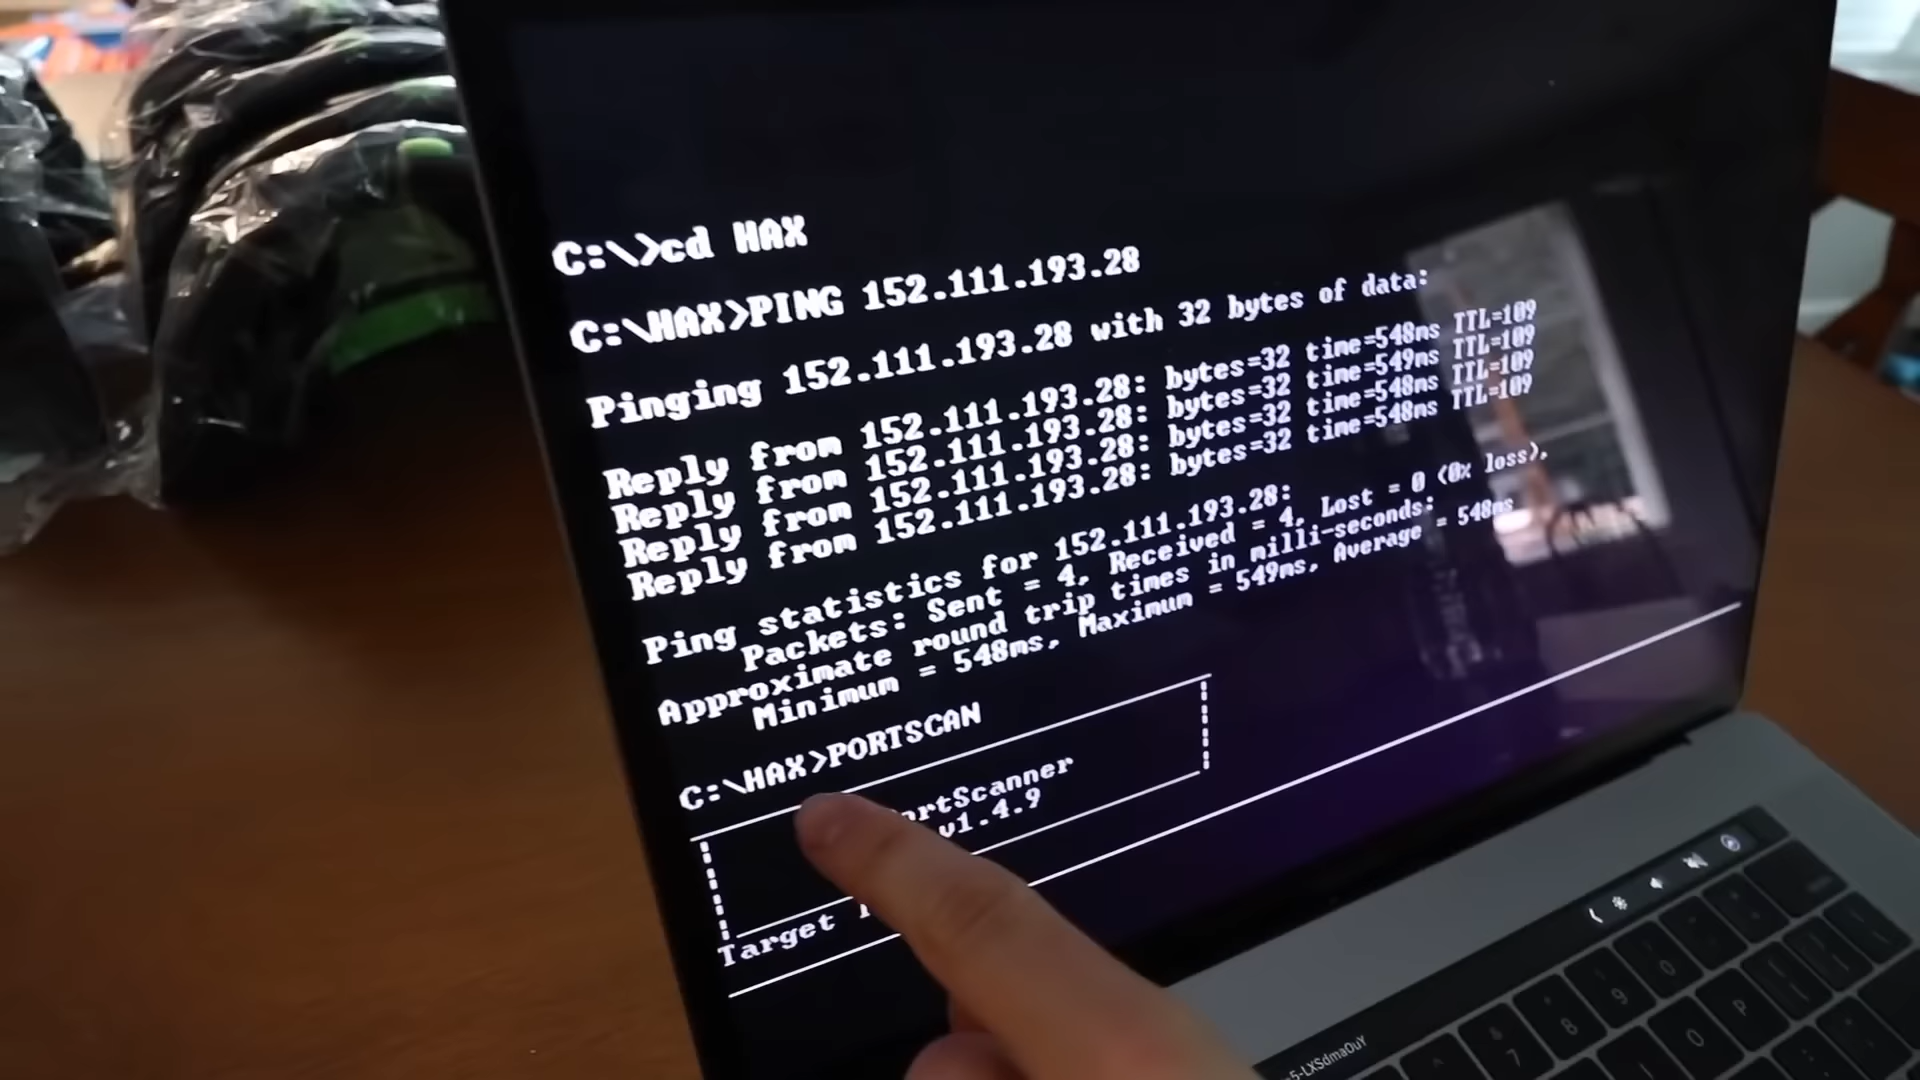 C:\>cd HAX
C:\HAX>PING 152.111.193.28
Pinging 152.111.193.28 with 32 bytes of data:
Reply from 152.111.193.28: bytes=32 time=548ms TTL=109
Reply from 152.111.193.28: bytes=32 time=549ms TTL=109
Reply from 152.111.193.28: bytes=32 time=548ms TTL=109
Reply from 152.111.193.28: bytes=32 time=548ms TTL=109
Ping statistics for 152.111.193.28:
Packets: Sent = 4, Received = 4, Lost = 0 (0% loss),
Approximate round trip times in milli-seconds:
Minimum = 548ms, Maximum = 549ms, Average = 548ms
C:\HAX>PORTSCAN
ortScanner
v1.4.9
Target
7
8
9
0
O
P